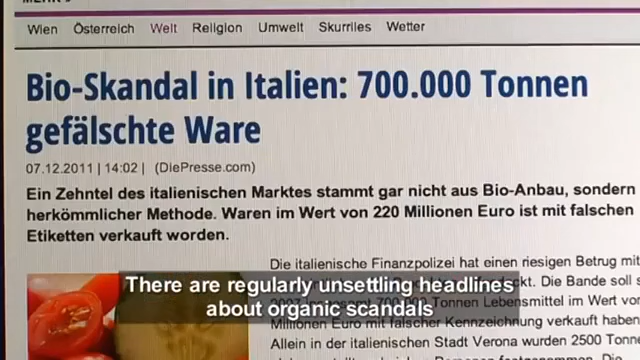 Wien Österreich Welt Religion Umwelt Skurriles Wetter
Bio-Skandal in Italien: 700.000 Tonnen
gefälschte Ware
07.12.2011 | 14:02 | (DiePresse.com)
Ein Zehntel des italienischen Marktes stammt gar nicht aus Bio-Anbau, sondern
herkömmlicher Methode. Waren im Wert von 220 Millionen Euro ist mit falschen
Etiketten verkauft worden.
Die italienische Finanzpolizei hat einen riesigen Betrug mit
Die Bande soll s
Tonnen Lebensmittel im Wert vo
Millionen Euro mit falscher Kennzeichnung verkauft haben
Allein in der italienischen Stadt Verona wurden 2500 Tonn
There are regularly unsettling headlines
about organic scandals